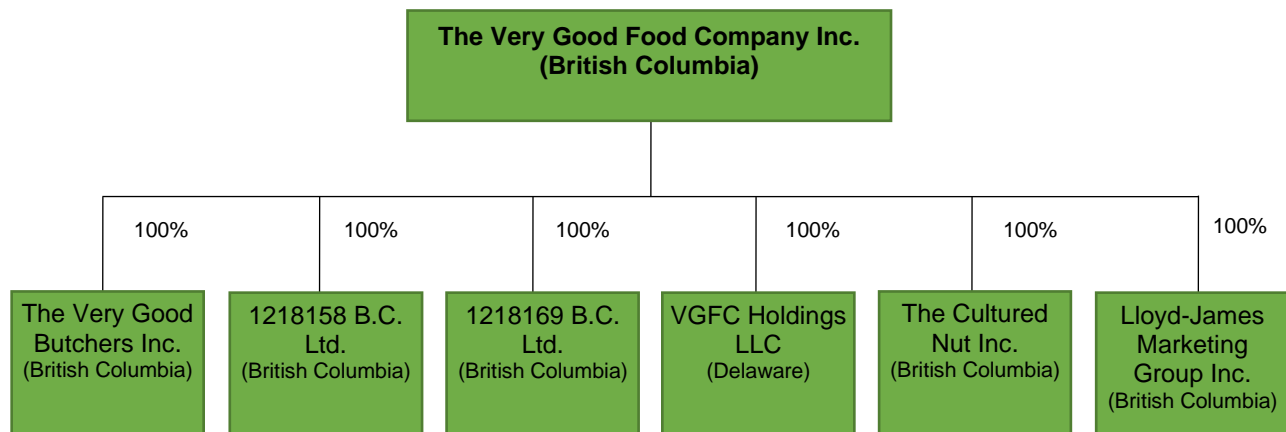 The Very Good Food Company Inc.
(British Columbia)
100%
100%
100%
100%
100%
100%
The Very Good
Butchers Inc.
(British Columbia)
1218158 B.C.
Ltd.
(British Columbia)
1218169 B.C.
Ltd.
(British Columbia)
VGFC Holdings
LLC
(Delaware)
The Cultured
Nut Inc.
(British Columbia)
Lloyd-James
Marketing
Group Inc.
(British Columbia)